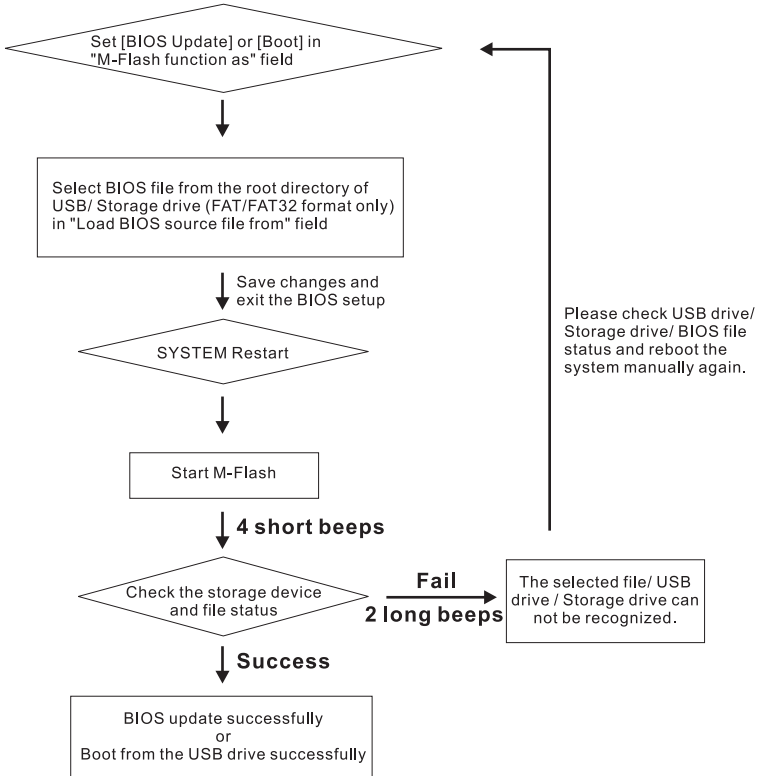 Set [BIOS Update] or [Boot] in
"M-Flash function as" field
Select BIOS file from the root directory of
USB/ Storage drive (FAT/FAT32 format only)
in "Load BIOS source file from" field
Save changes and
exit the BIOS setup
SYSTEM Restart
Start M-Flash
4 short beeps
Check the storage device
and file status
Fail
2 long beeps
The selected file/ USB
drive / Storage drive can
not be recognized.
Please check USB drive/
Storage drive/ BIOS file
status and reboot the
system manually again.
Success
BIOS update successfully
or
Boot from the USB drive successfully